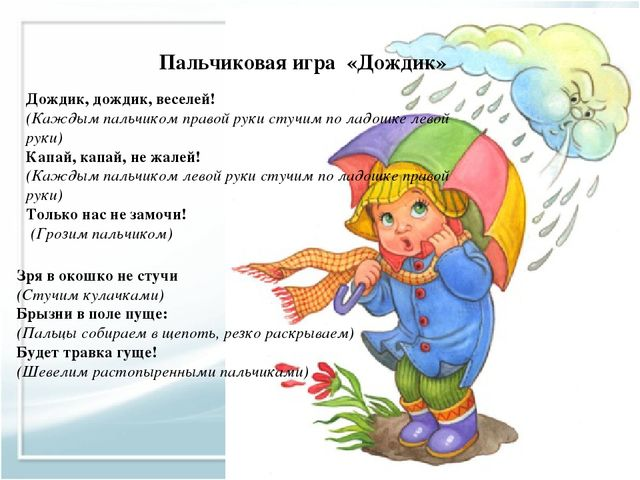 Пальчиковая игра «Дождик»
Дождик, дождик, веселей!
(Каждым пальчиком правой руки стучим по ладошке левой
руки)
Капай, капай, не жалей!
(Каждым пальчиком левой руки стучим по ладошке правой
руки)
Только нас не замочи!
(Грозим пальчиком)
Зря в окошко не стучи
(Стучим кулачками)
Брызни в поле пуще:
(Пальцы собираем в щепоть, резко раскрываем)
Будет травка гуще!
(Шевелим растопыренными пальчиками)